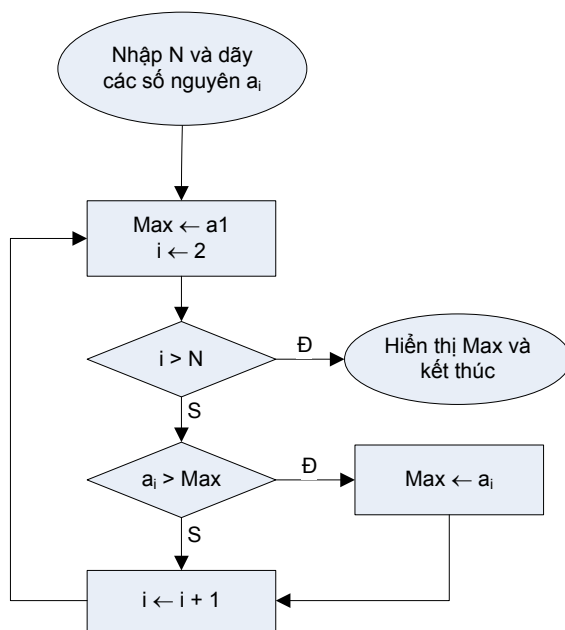 Nhập N và dãy
các số nguyên aᵢ
Max ← a1
i ← 2
i > N
Đ
Hiển thị Max và
kết thúc
S
aᵢ > Max
Đ
Max ← aᵢ
S
i ← i + 1